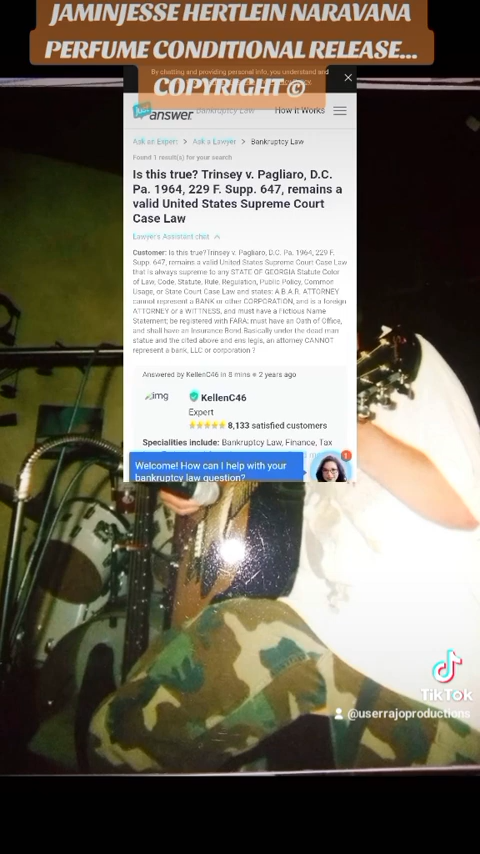 JAMINJESSE HERTLEIN NARAVANA
PERFUME CONDITIONAL RELEASE...
COPYRIGHT ©
By chatting and providing personal info, you understand and
answer
Bankruptcy Law
How It Works
Ask an Expert > Ask a Lawyer > Bankruptcy Law
Found 1 result(s) for your search
Is this true? Trinsey v. Pagliaro, D.C.
Pa. 1964, 229 F. Supp. 647, remains a
valid United States Supreme Court
Case Law
Lawyer's Assistant chat
Customer: Is this true?Trinsey v. Pagliaro, D.C. Pa. 1964, 229 F.
Supp. 647, remains a valid United States Supreme Court Case Law
that is always supreme to any STATE OF GEORGIA Statute Color
of Law, Code, Statute, Rule, Regulation, Public Policy, Common
Usage, or State Court Case Law and states: A B.A.R. ATTORNEY
cannot represent a BANK or other CORPORATION, and is a foreign
ATTORNEY or a WITTNESS, and must have a Fictious Name
Statement; be registered with FARA; must have an Oath of Office,
and shall have an Insurance Bond.Basically under the dead man
statue and the cited above and ens legis, an attorney CANNOT
represent a bank, LLC or corporation ?
Answered by KellenC46 in 8 mins 2 years ago
img
KellenC46
Expert
8,133 satisfied customers
Specialities include: Bankruptcy Law, Finance, Tax
Welcome! How can I help with your
bankruptcy law question?
1
TikTok
@userrajoproductions